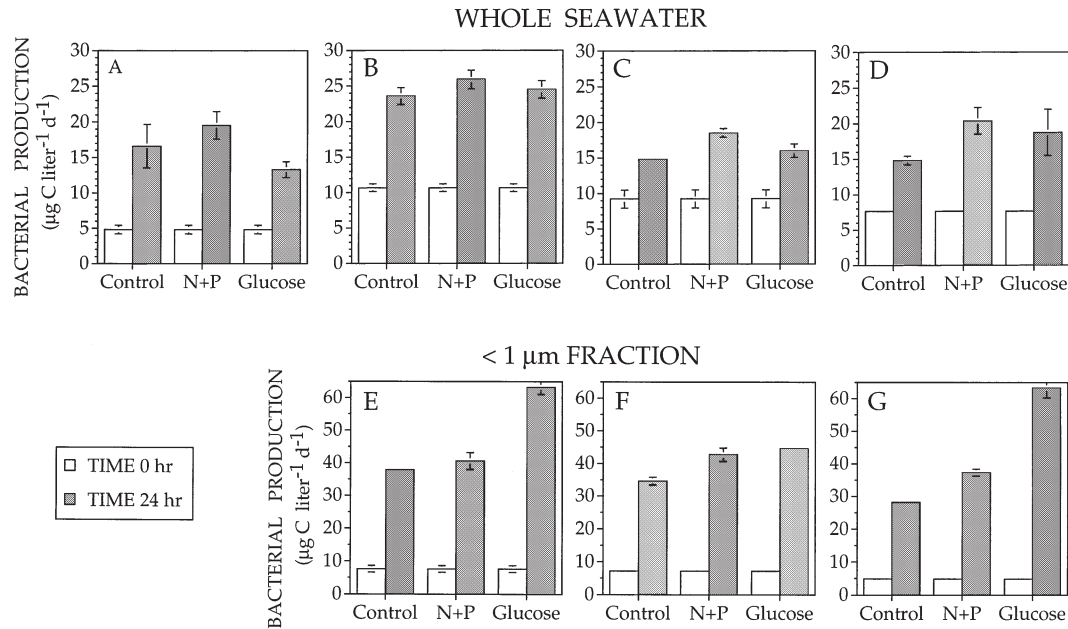 WHOLE SEAWATER
BACTERIAL PRODUCTION
(µg C liter-1 d-1)
A
30
25
20
15
10
5
0
Control N+P Glucose
B
30
25
20
15
10
5
0
Control N+P Glucose
C
30
25
20
15
10
5
0
Control N+P Glucose
D
30
25
20
15
10
5
0
Control N+P Glucose
< 1 µm FRACTION
TIME 0 hr
TIME 24 hr
BACTERIAL PRODUCTION
(µg C liter-1 d-1)
E
60
50
40
30
20
10
0
Control N+P Glucose
F
60
50
40
30
20
10
0
Control N+P Glucose
G
60
50
40
30
20
10
0
Control N+P Glucose